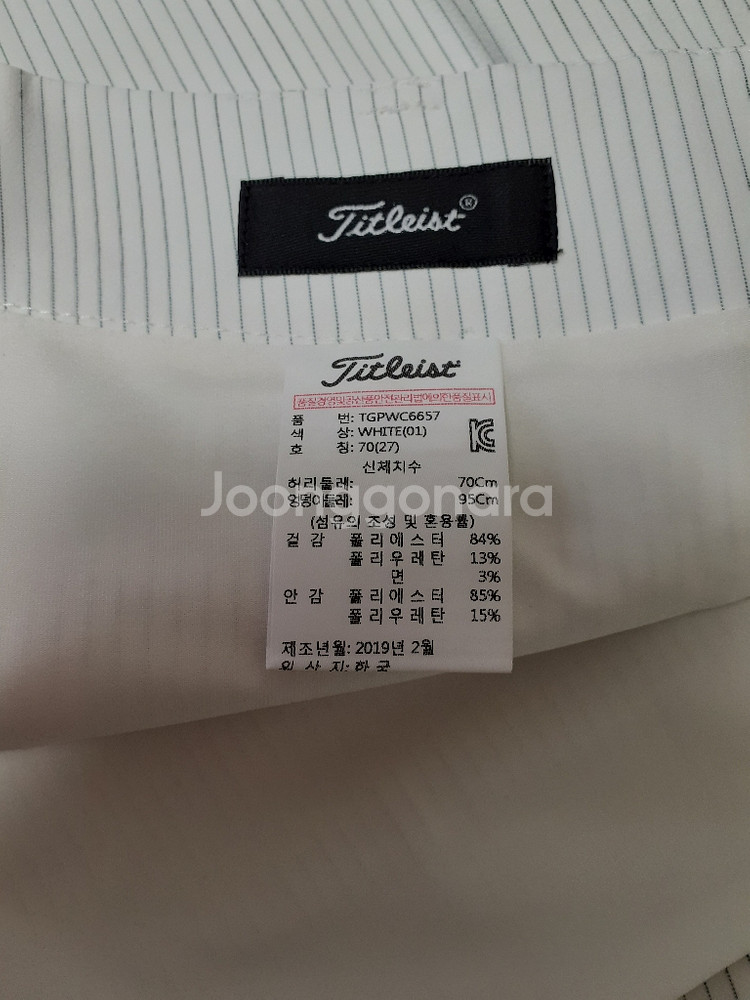 Titleist®
Titleist
품질경영및공산품안전관리법에의한품질표시
품 번: TGPWC6657
색 상: WHITE(01)
호 칭: 70(27)
신체치수
허리둘레: 70Cm
엉덩이둘레: 95Cm
Joonggonara
(섬유의 조성 및 혼용률)
겉 감 폴리에스터 84%
폴리우레탄 13%
면 3%
안 감 폴리에스터 85%
폴리우레탄 15%
제조년월: 2019년 2월
원 산 지: 한 국